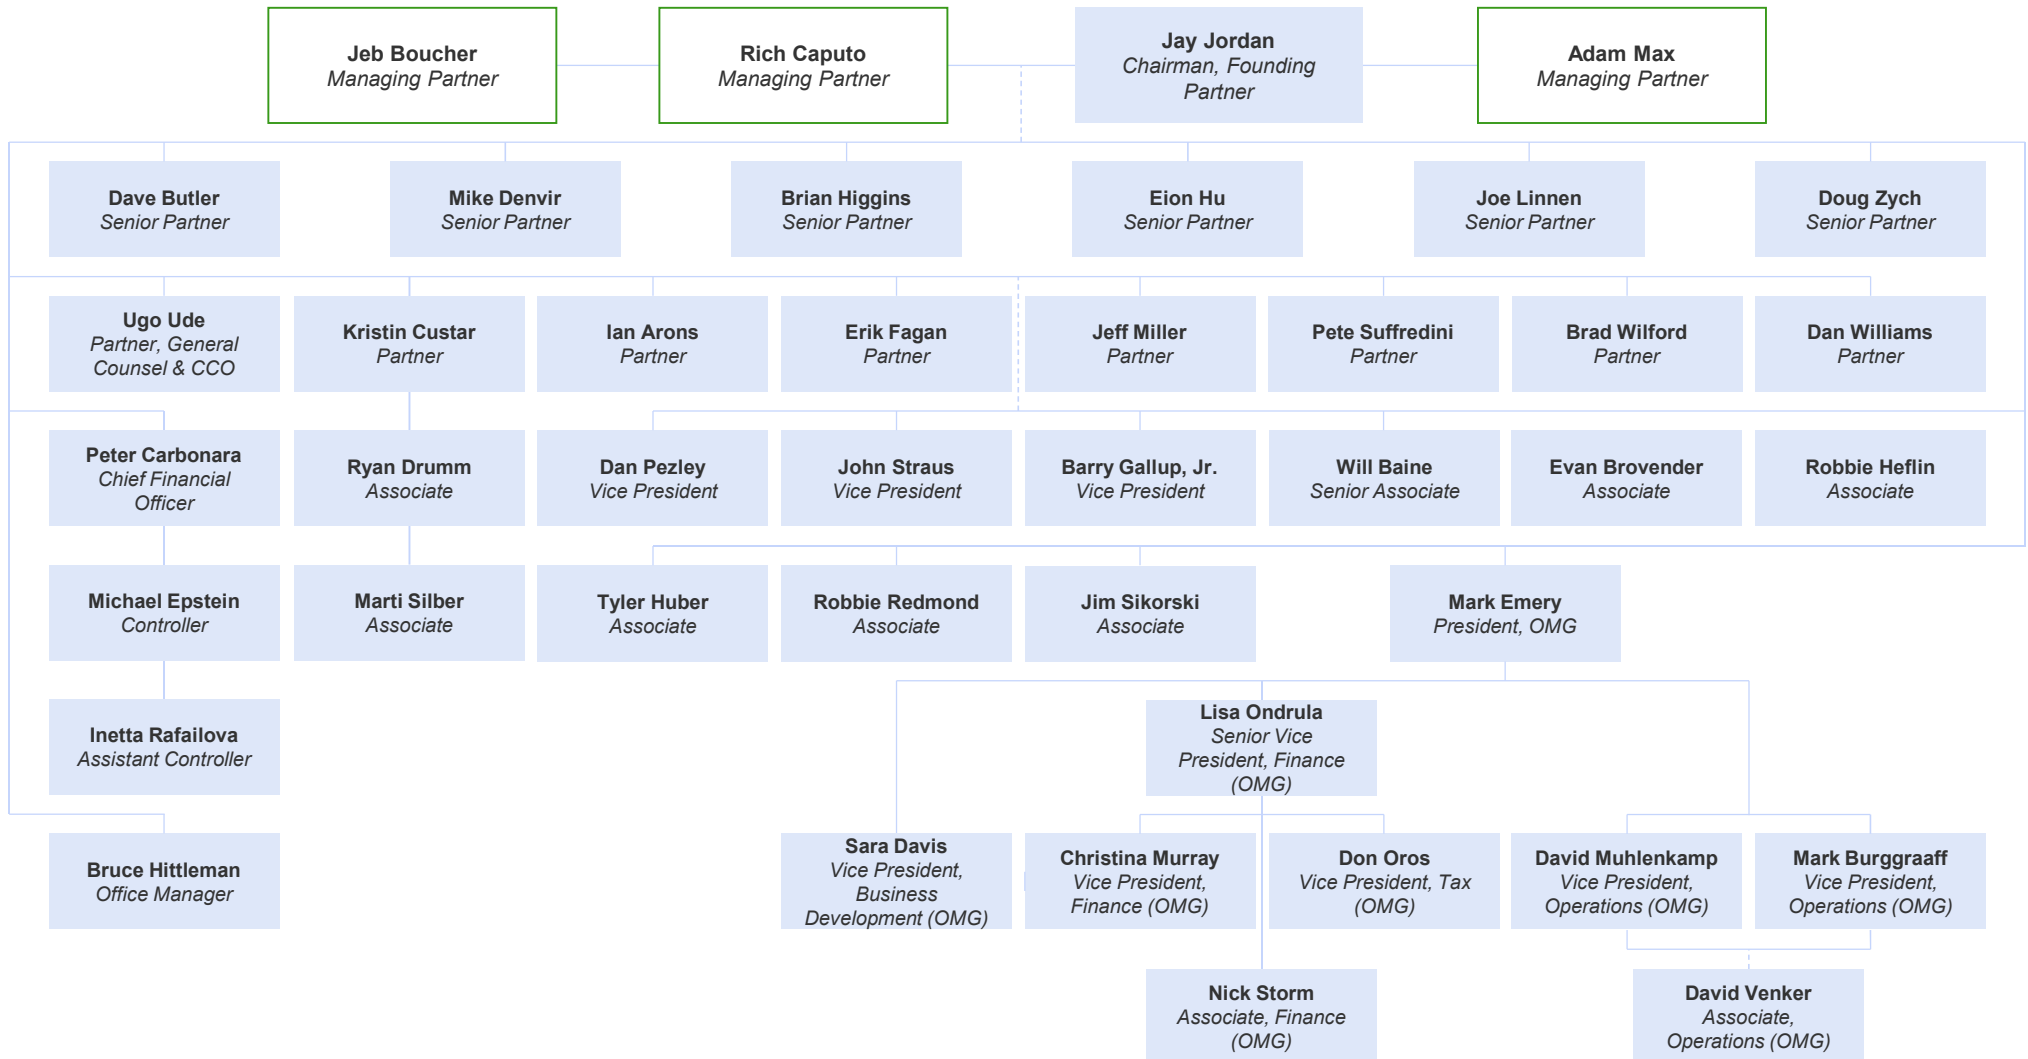 Jeb Boucher
Managing Partner
Rich Caputo
Managing Partner
Jay Jordan
Chairman, Founding
Partner
Adam Max
Managing Partner
Dave Butler
Senior Partner
Mike Denvir
Senior Partner
Brian Higgins
Senior Partner
Eion Hu
Senior Partner
Joe Linnen
Senior Partner
Doug Zych
Senior Partner
Ugo Ude
Partner, General
Counsel & CCO
Kristin Custar
Partner
Ian Arons
Partner
Erik Fagan
Partner
Jeff Miller
Partner
Pete Suffredini
Partner
Brad Wilford
Partner
Dan Williams
Partner
Peter Carbonara
Chief Financial
Officer
Ryan Drumm
Associate
Dan Pezley
Vice President
John Straus
Vice President
Barry Gallup, Jr.
Vice President
Will Baine
Senior Associate
Evan Brovender
Associate
Robbie Heflin
Associate
Michael Epstein
Controller
Marti Silber
Associate
Tyler Huber
Associate
Robbie Redmond
Associate
Jim Sikorski
Associate
Mark Emery
President, OMG
Inetta Rafailova
Assistant Controller
Lisa Ondrula
Senior Vice
President, Finance
(OMG)
Bruce Hittleman
Office Manager
Sara Davis
Vice President,
Business
Development (OMG)
Christina Murray
Vice President,
Finance (OMG)
Don Oros
Vice President, Tax
(OMG)
David Muhlenkamp
Vice President,
Operations (OMG)
Mark Burggraaff
Vice President,
Operations (OMG)
Nick Storm
Associate, Finance
(OMG)
David Venker
Associate,
Operations (OMG)